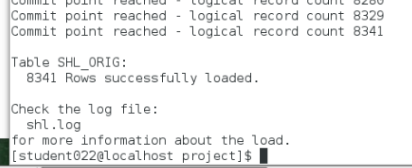 Commit point reached - logical record count 8280
Commit point reached - logical record count 8329
Commit point reached - logical record count 8341
Table SHL_ORIG:
8341 Rows successfully loaded.
Check the log file:
shl.log
for more information about the load.
[student022@localhost project]$